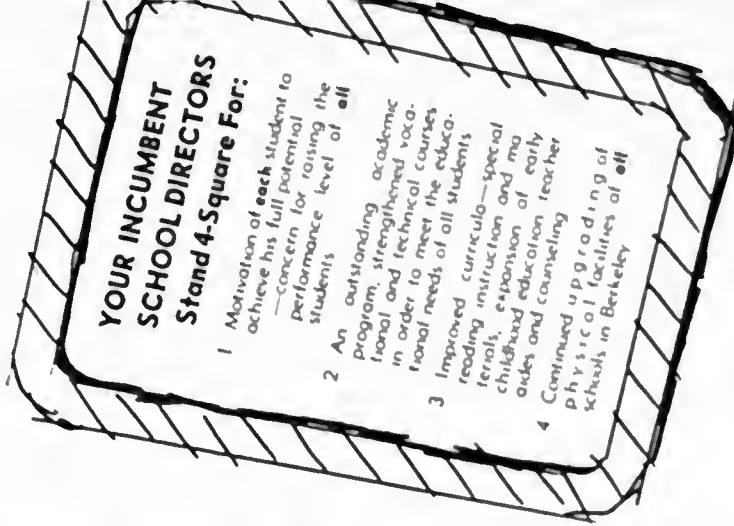 YOUR INCUMBENT
SCHOOL DIRECTORS
Stand 4-Square For:
1 Motivation of each student to
achieve his full potential
—concern for raising the
performance level of all
students
2 An outstanding academic
program, strengthened voca-
tional and technical courses
in order to meet the educa-
tional needs of all students
3 Improved curricula—special
reading instruction and ma
terials, expansion of early
childhood education teacher
aides and counseling
4 Continued upgrading of
physical facilities of all
schools in Berkeley